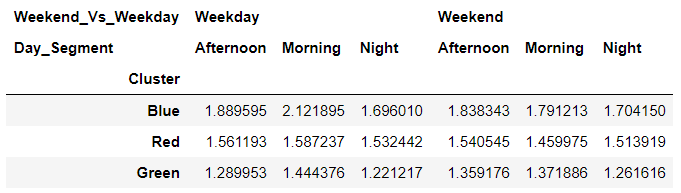 Weekend_Vs_Weekday Weekday Weekend
Day_Segment Afternoon Morning Night Afternoon Morning Night
Cluster
Blue 1.889595 2.121895 1.696010 1.838343 1.791213 1.704150
Red 1.561193 1.587237 1.532442 1.540545 1.459975 1.513919
Green 1.289953 1.444376 1.221217 1.359176 1.371886 1.261616